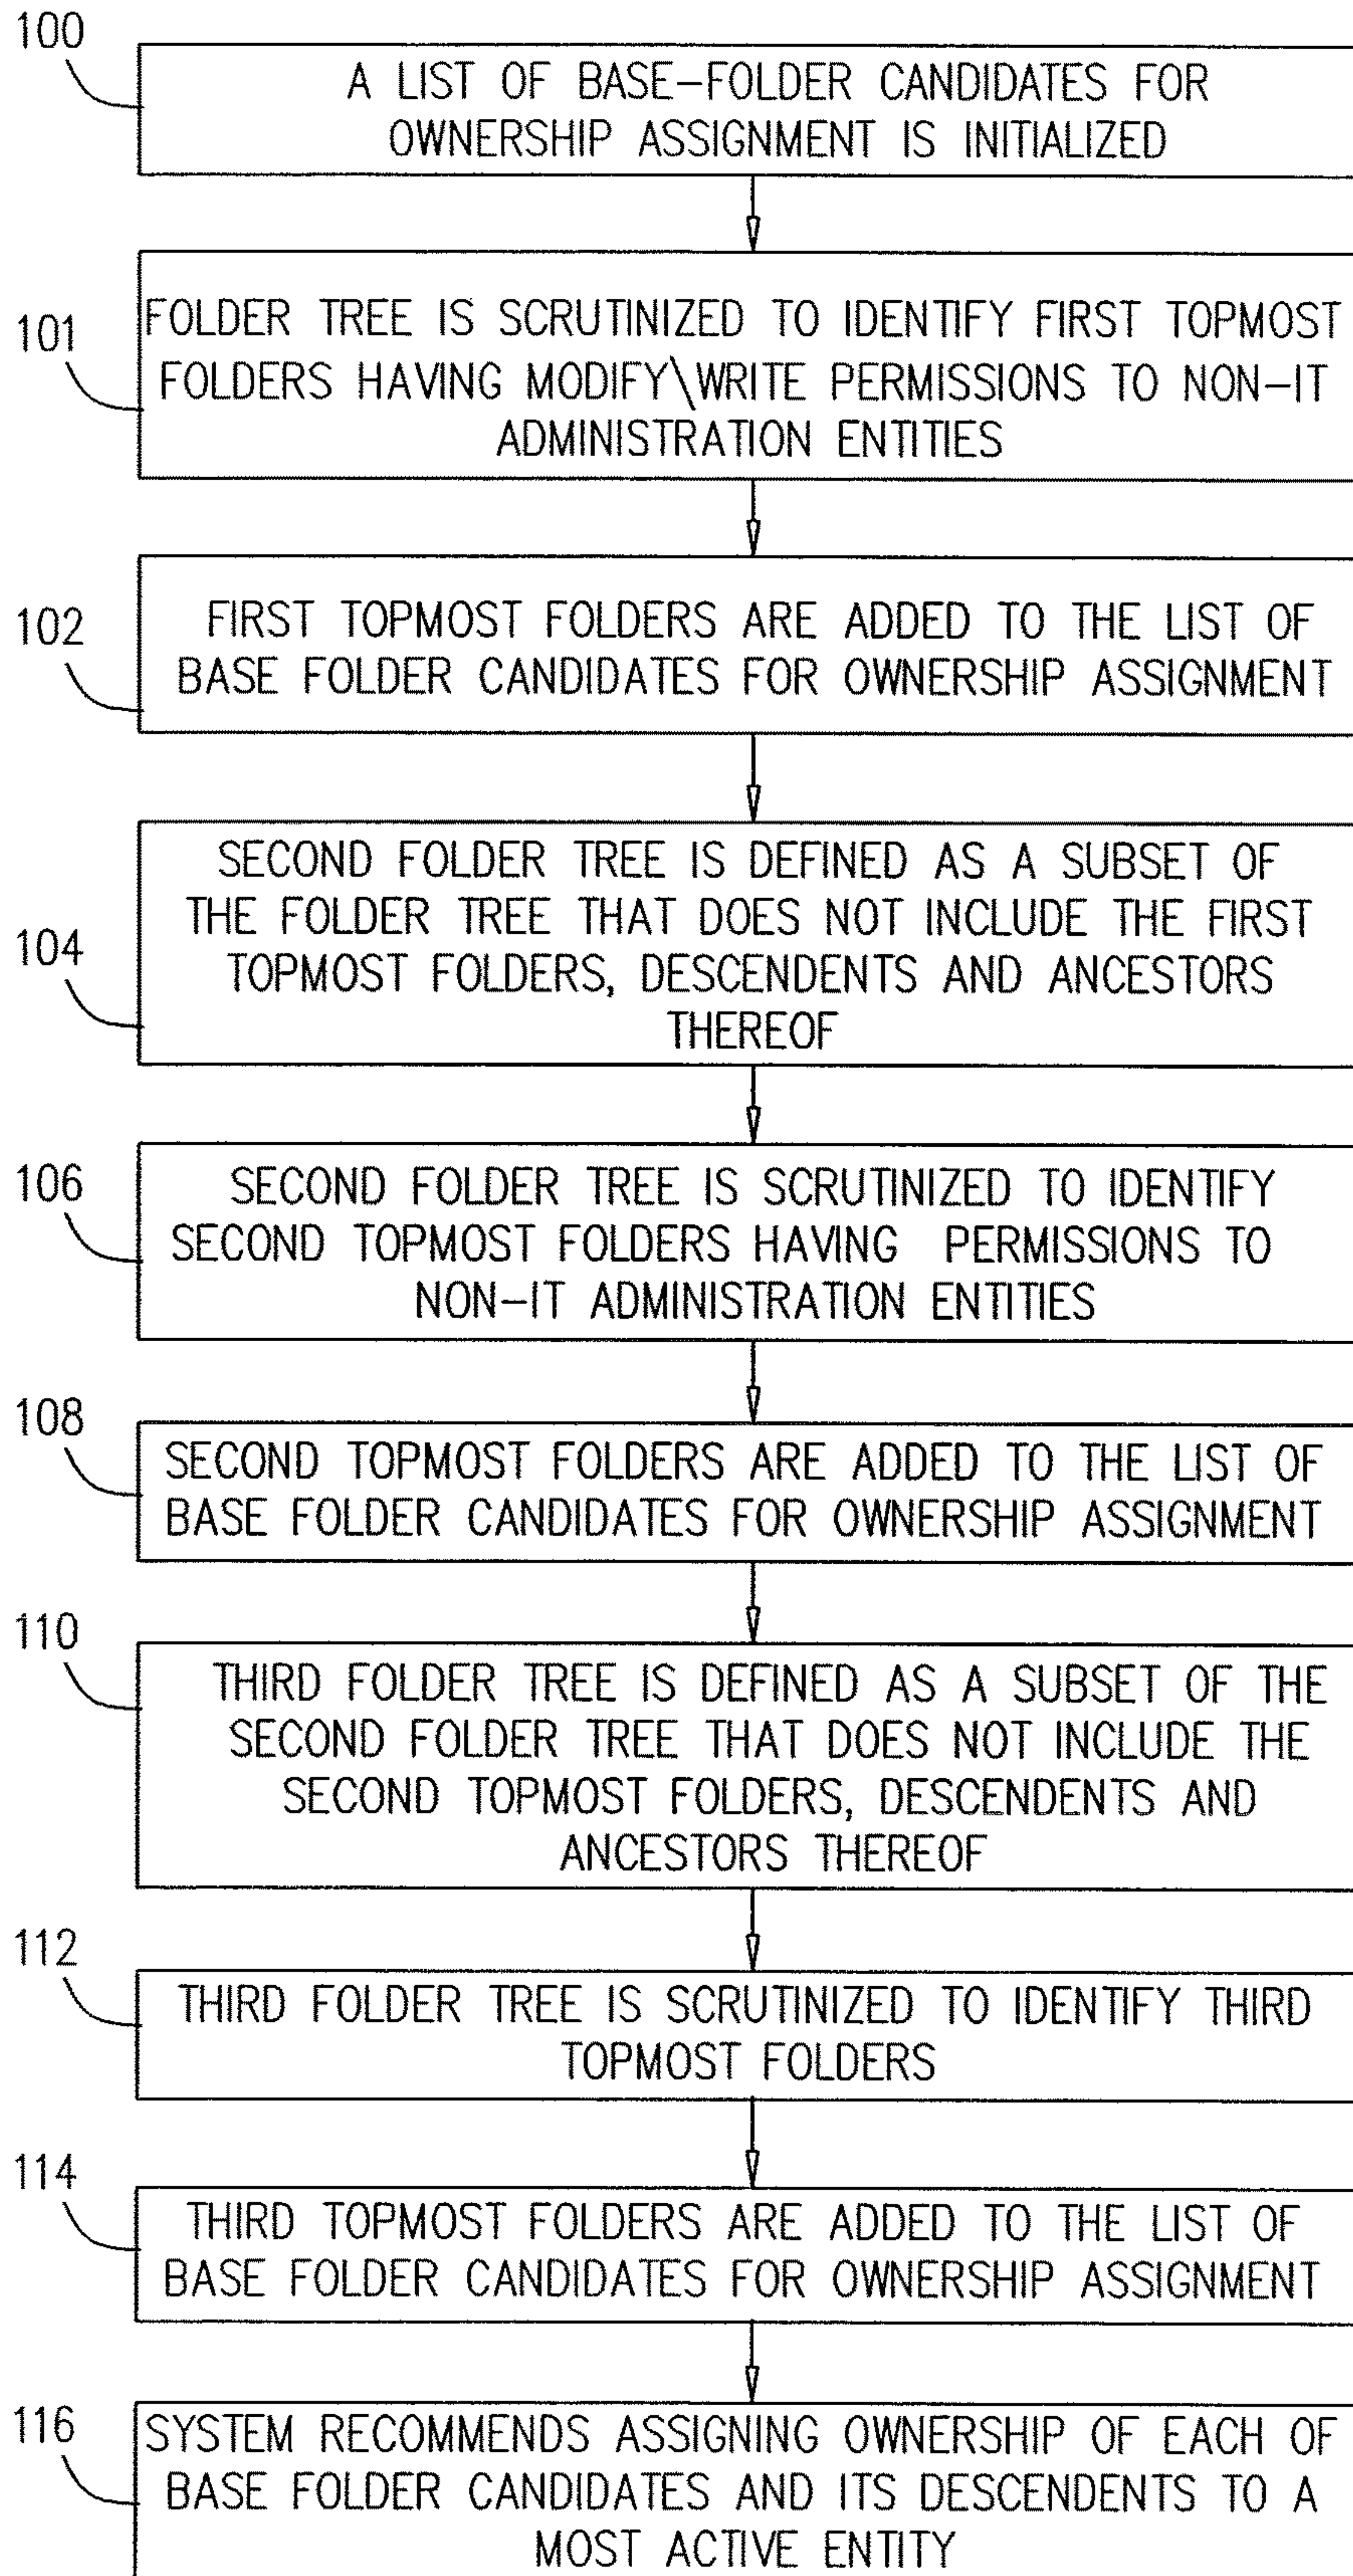 100
A LIST OF BASE-FOLDER CANDIDATES FOR
OWNERSHIP ASSIGNMENT IS INITIALIZED
101
FOLDER TREE IS SCRUTINIZED TO IDENTIFY FIRST TOPMOST
FOLDERS HAVING MODIFY\WRITE PERMISSIONS TO NON-IT
ADMINISTRATION ENTITIES
102
FIRST TOPMOST FOLDERS ARE ADDED TO THE LIST OF
BASE FOLDER CANDIDATES FOR OWNERSHIP ASSIGNMENT
104
SECOND FOLDER TREE IS DEFINED AS A SUBSET OF
THE FOLDER TREE THAT DOES NOT INCLUDE THE FIRST
TOPMOST FOLDERS, DESCENDENTS AND ANCESTORS
THEREOF
106
SECOND FOLDER TREE IS SCRUTINIZED TO IDENTIFY
SECOND TOPMOST FOLDERS HAVING PERMISSIONS TO
NON-IT ADMINISTRATION ENTITIES
108
SECOND TOPMOST FOLDERS ARE ADDED TO THE LIST OF
BASE FOLDER CANDIDATES FOR OWNERSHIP ASSIGNMENT
110
THIRD FOLDER TREE IS DEFINED AS A SUBSET OF THE
SECOND FOLDER TREE THAT DOES NOT INCLUDE THE
SECOND TOPMOST FOLDERS, DESCENDENTS AND
ANCESTORS THEREOF
112
THIRD FOLDER TREE IS SCRUTINIZED TO IDENTIFY THIRD
TOPMOST FOLDERS
114
THIRD TOPMOST FOLDERS ARE ADDED TO THE LIST OF
BASE FOLDER CANDIDATES FOR OWNERSHIP ASSIGNMENT
116
SYSTEM RECOMMENDS ASSIGNING OWNERSHIP OF EACH OF
BASE FOLDER CANDIDATES AND ITS DESCENDENTS TO A
MOST ACTIVE ENTITY